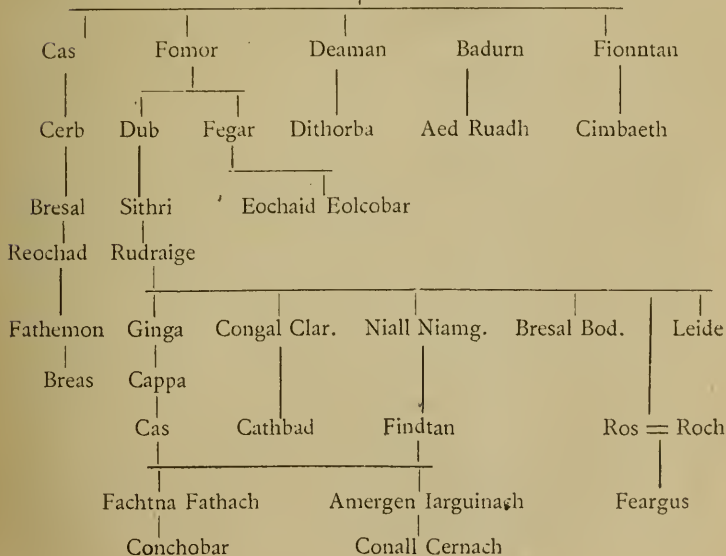 Cas Fomor Deaman Badurn Fionntan
Cerb Dub Fegar Dithorba Aed Ruadh Cimbaeth
Bresal Sithri Eochaid Eolcobar
Reochad Rudraige
Fathemon Ginga Congal Clar. Niall Niamg. Bresal Bod. Leide
Breas Cappa
Cas Cathbad Findtan Ros = Roch
Fachtna Fathach Amergen Iarguinach Feargus
Conchobar Conall Cernach